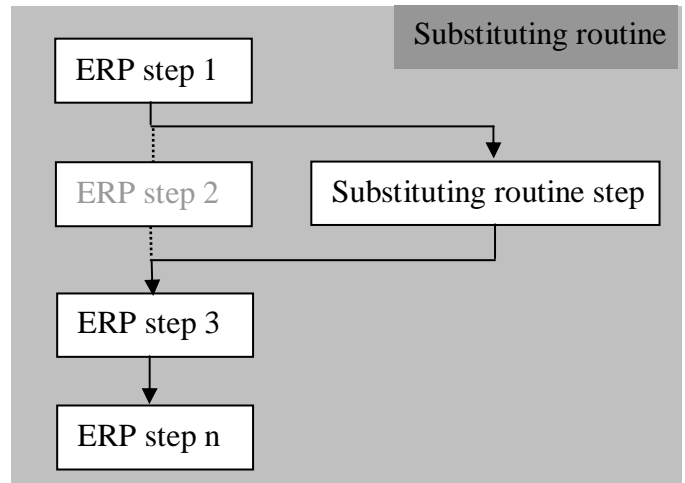 Substituting routine
ERP step 1
ERP step 2
Substituting routine step
ERP step 3
ERP step n